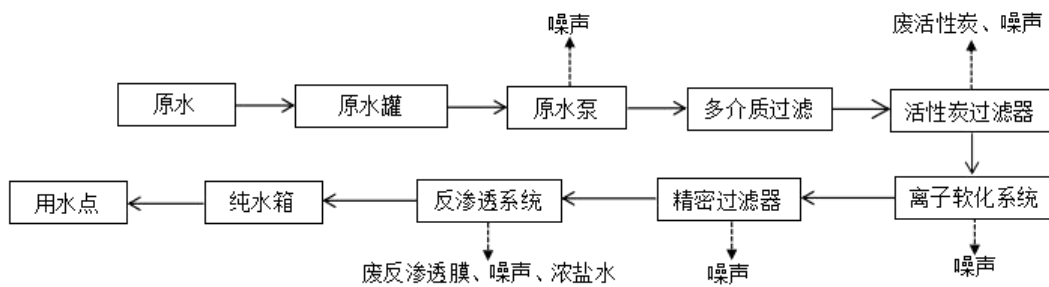 噪声
废活性炭、噪声
原水
原水罐
原水泵
多介质过滤
活性炭过滤器
用水点
纯水箱
反渗透系统
精密过滤器
离子软化系统
废反渗透膜、噪声、浓盐水
噪声
噪声